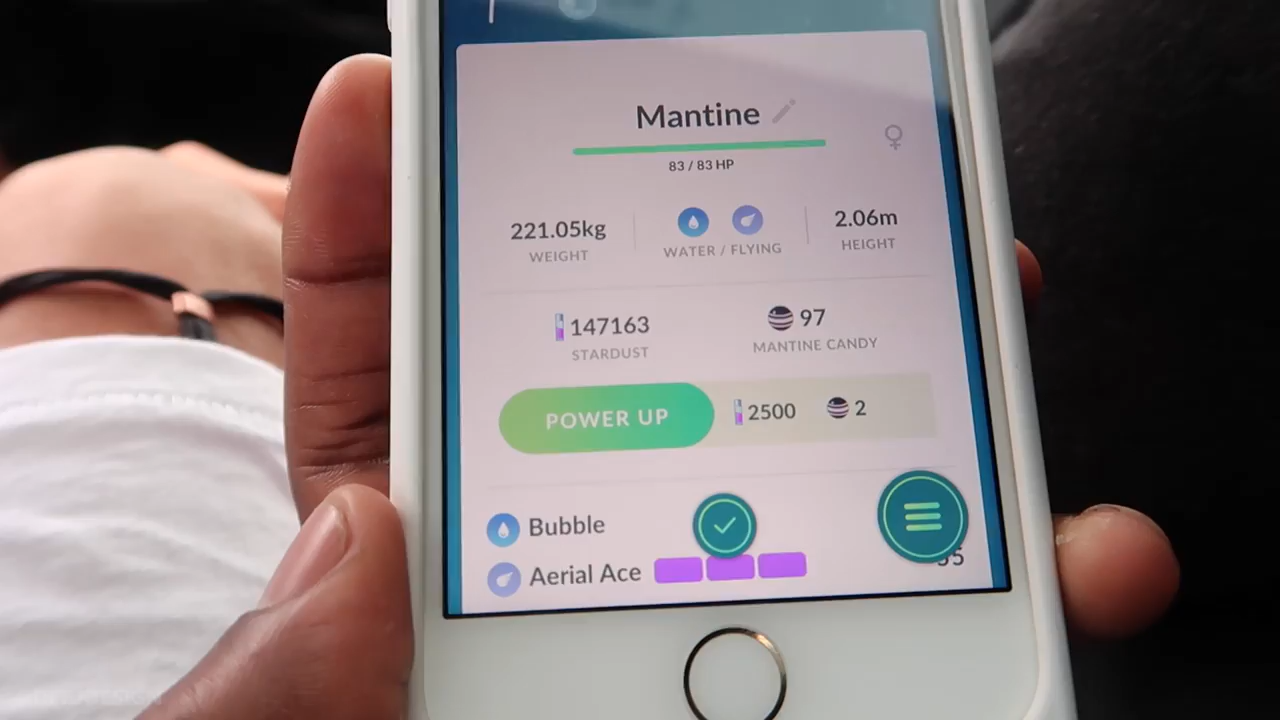 Mantine
83 / 83 HP
221.05kg
WEIGHT
WATER / FLYING
2.06m
HEIGHT
147163
STARDUST
97
MANTINE CANDY
POWER UP
2500
2
Bubble
Aerial Ace
55